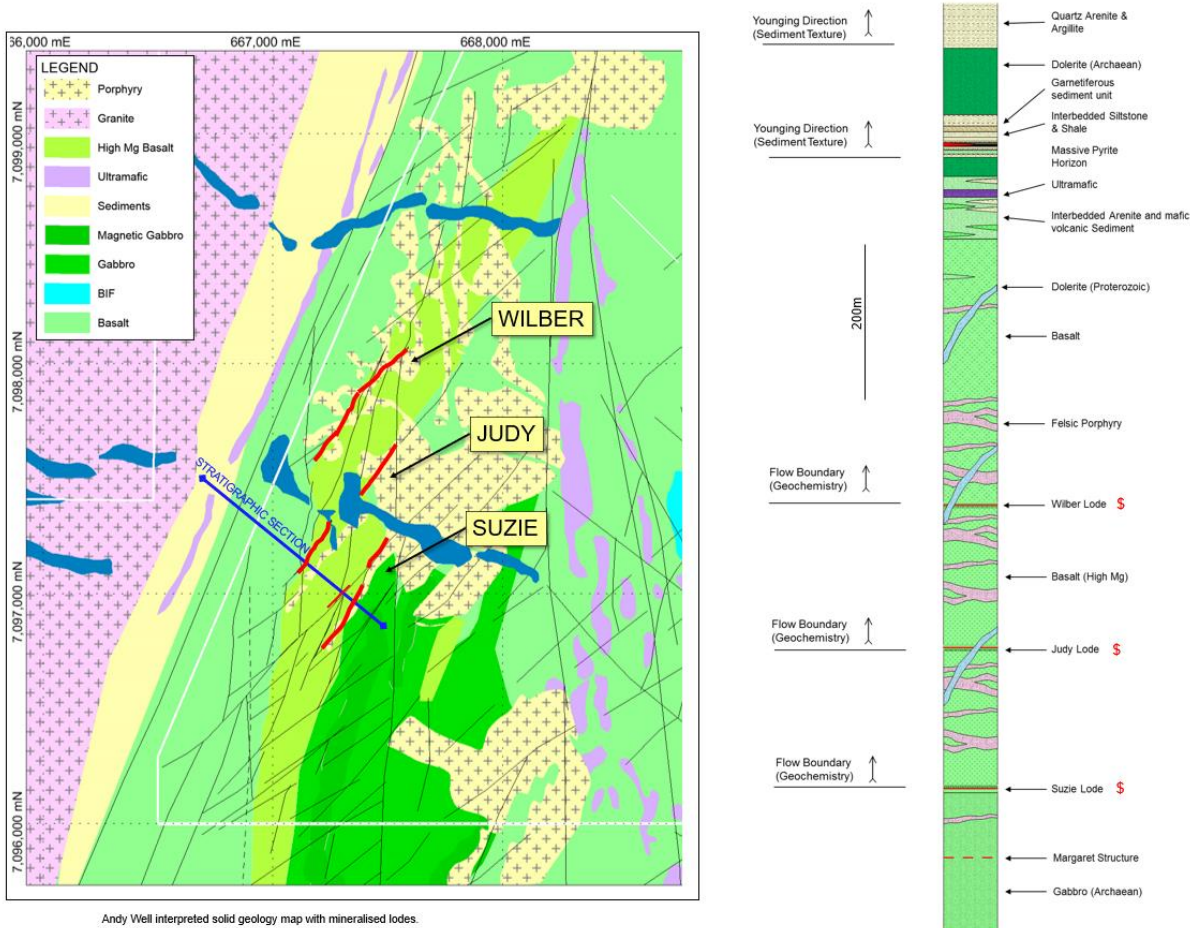 66,000 mE
667,000 mE
668,000 mE
LEGEND
Porphyry
Granite
High Mg Basalt
Ultramafic
Sediments
Magnetic Gabbro
Gabbro
BIF
Basalt
7,099,000 mN
7,098,000 mN
7,097,000 mN
7,096,000 mN
WILBER
JUDY
SUZIE
STRATIGRAPHIC SECTION
Andy Well interpreted solid geology map with mineralised lodes.
Younging Direction
(Sediment Texture)
Younging Direction
(Sediment Texture)
200m
Flow Boundary
(Geochemistry)
Flow Boundary
(Geochemistry)
Flow Boundary
(Geochemistry)
Quartz Arenite &
Argillite
Dolerite (Archaean)
Garnetiferous
sediment unit
Interbedded Siltstone
& Shale
Massive Pyrite
Horizon
Ultramafic
Interbedded Arenite and mafic
volcanic Sediment
Dolerite (Proterozoic)
Basalt
Felsic Porphyry
Wilber Lode $
Basalt (High Mg)
Judy Lode $
Suzie Lode $
Margaret Structure
Gabbro (Archaean)